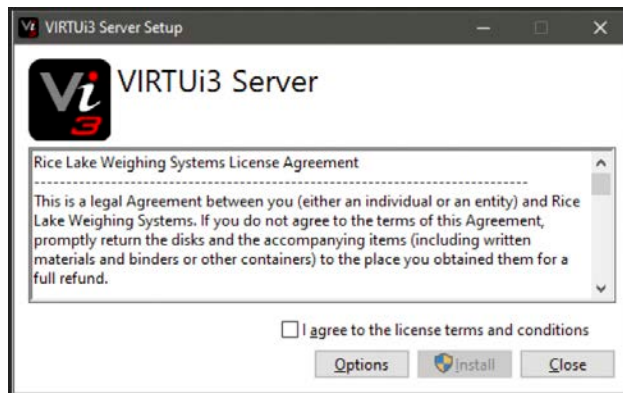 VIRTUi3 Server Setup
Vi3
VIRTUi3 Server
Rice Lake Weighing Systems License Agreement
--------------------------------------------------------------------------------
This is a legal Agreement between you (either an individual or an entity) and Rice
Lake Weighing Systems. If you do not agree to the terms of this Agreement,
promptly return the disks and the accompanying items (including written
materials and binders or other containers) to the place you obtained them for a
full refund.
I agree to the license terms and conditions
Options Install Close